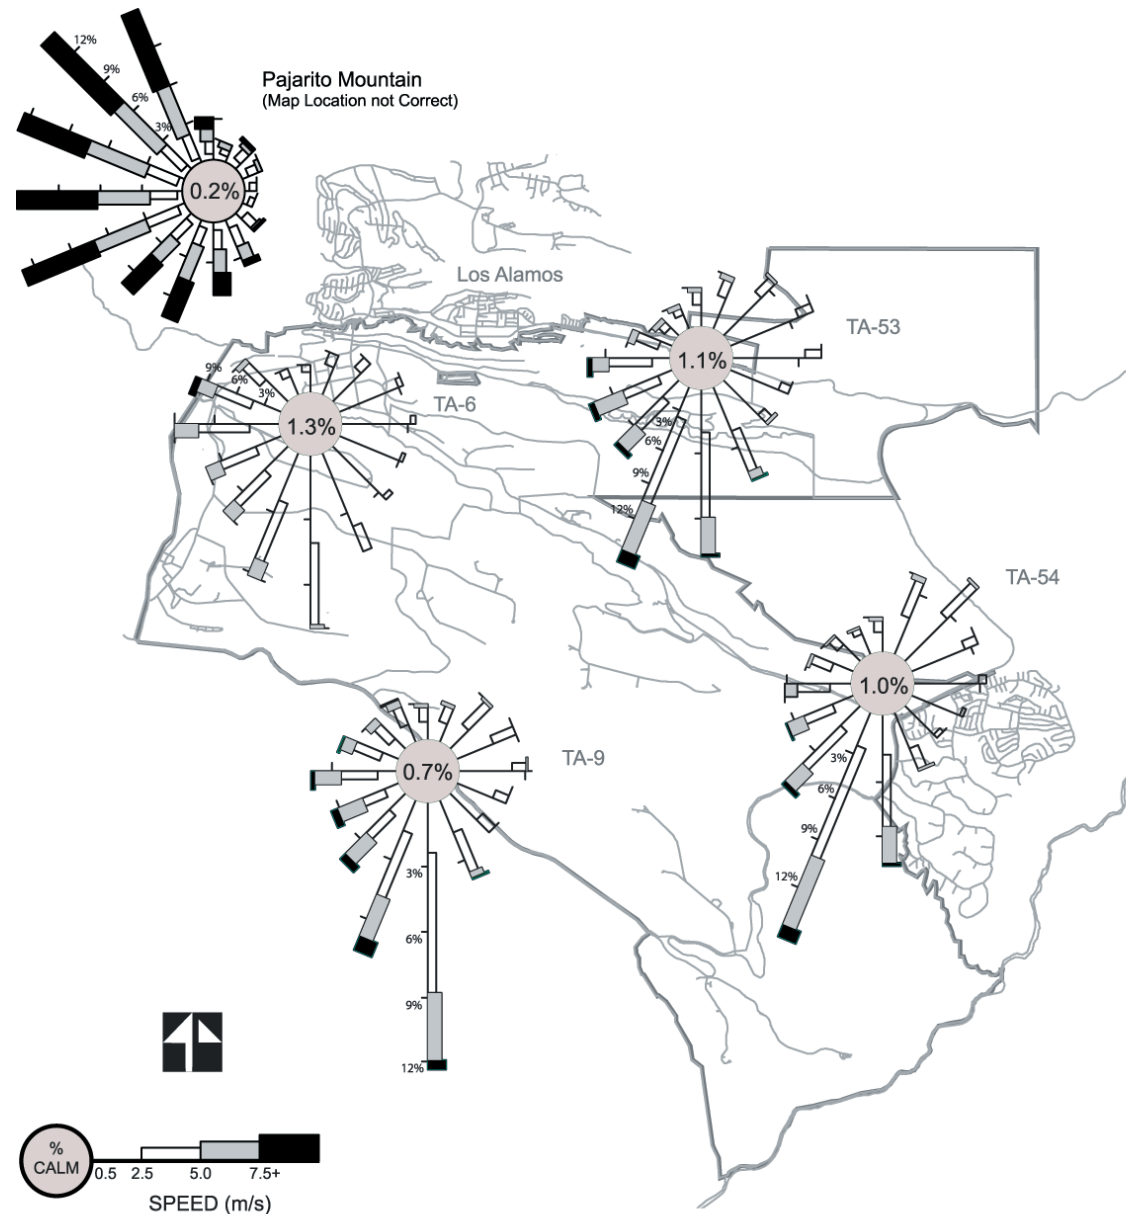 12%
9%
6%
3%
0.2%
Pajarito Mountain
(Map Location not Correct)
Los Alamos
TA-53
1.1%
3%
6%
9%
12%
9%
6%
3%
1.3%
TA-6
TA-54
1.0%
3%
6%
9%
12%
0.7%
TA-9
3%
6%
9%
12%
%
CALM
0.5 2.5 5.0 7.5+
SPEED (m/s)